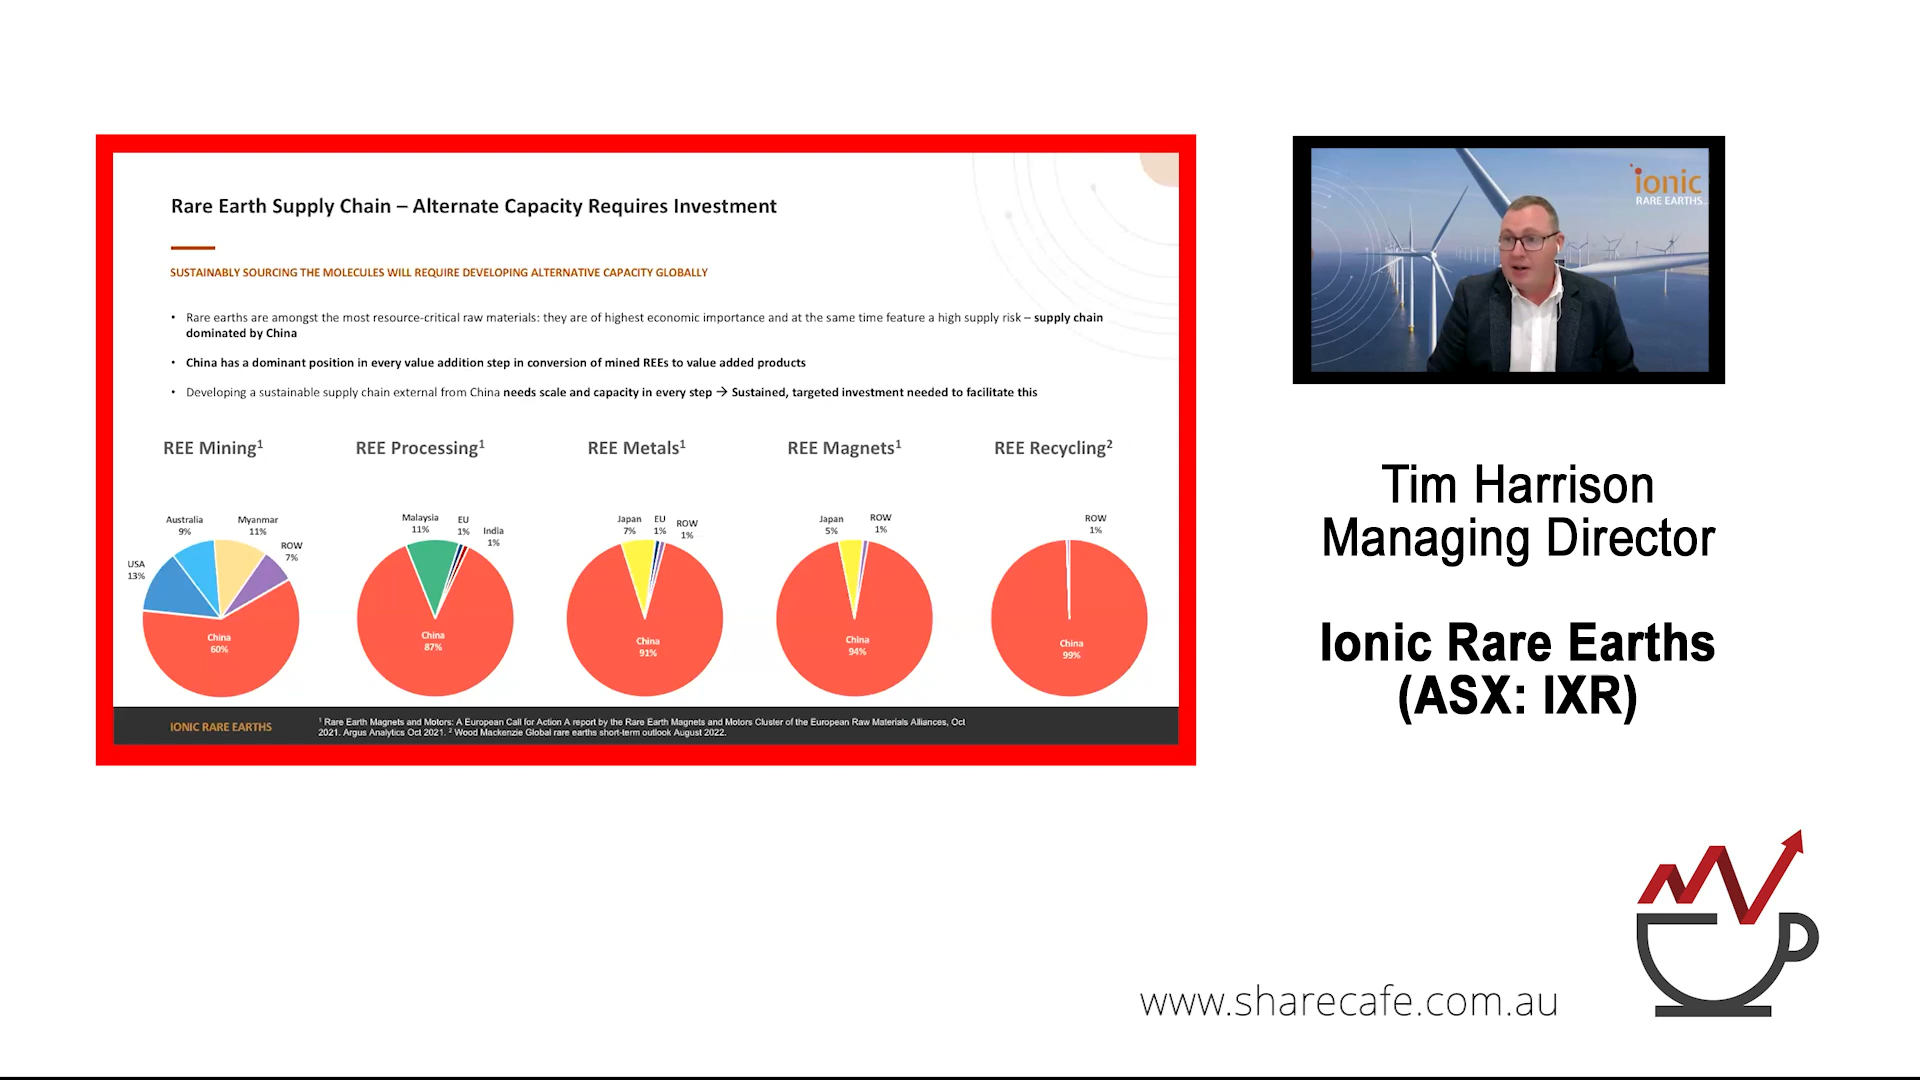 Rare Earth Supply Chain – Alternate Capacity Requires Investment
SUSTAINABLY SOURCING THE MOLECULES WILL REQUIRE DEVELOPING ALTERNATIVE CAPACITY GLOBALLY
• Rare earths are amongst the most resource-critical raw materials: they are of highest economic importance and at the same time feature a high supply risk – supply chain
dominated by China
• China has a dominant position in every value addition step in conversion of mined REEs to value added products
• Developing a sustainable supply chain external from China needs scale and capacity in every step → Sustained, targeted investment needed to facilitate this
REE Mining¹
REE Processing¹
REE Metals¹
REE Magnets¹
REE Recycling²
USA
13%
Australia
9%
Myanmar
11%
ROW
7%
China
60%
Malaysia
11%
EU
1%
India
1%
China
87%
Japan
7%
EU
1%
ROW
1%
China
91%
Japan
5%
ROW
1%
China
94%
ROW
1%
China
99%
IONIC RARE EARTHS
¹ Rare Earth Magnets and Motors: A European Call for Action A report by the Rare Earth Magnets and Motors Cluster of the European Raw Materials Alliances, Oct
2021. Argus Analytics Oct 2021. ² Wood Mackenzie Global rare earths short-term outlook August 2022.
ionic
RARE EARTHS
Tim Harrison
Managing Director
Ionic Rare Earths
(ASX: IXR)
www.sharecafe.com.au